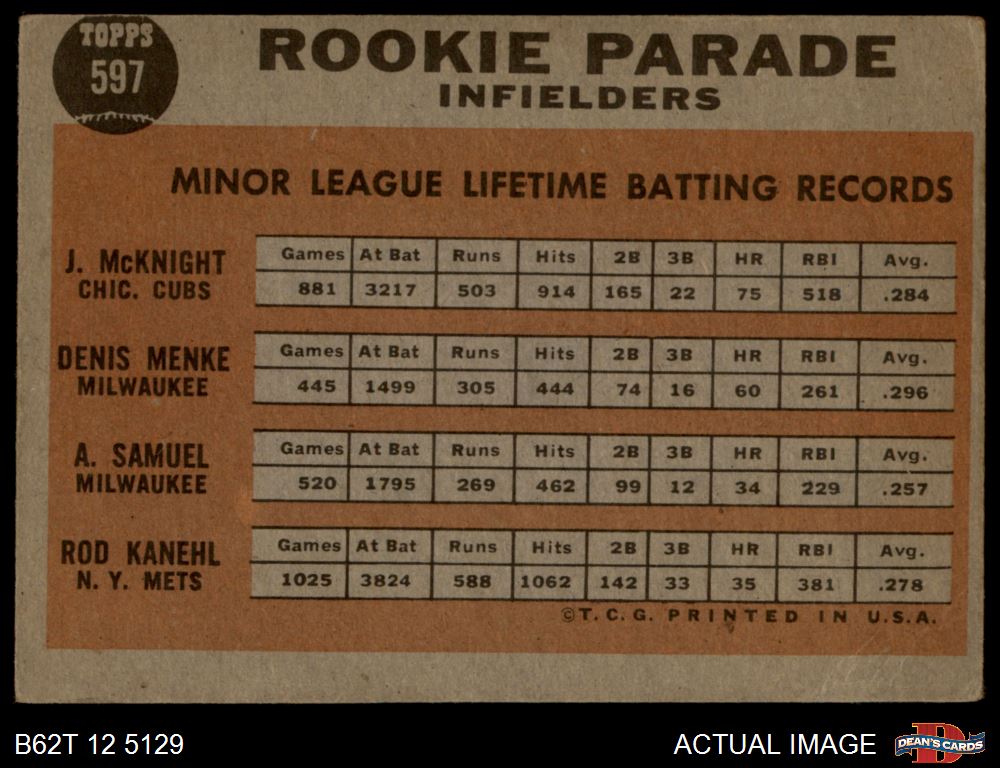 TOPPS
597
ROOKIE PARADE
INFIELDERS
MINOR LEAGUE LIFETIME BATTING RECORDS
J. McKNIGHT
CHIC. CUBS
Games At Bat Runs Hits 2B 3B HR RBI Avg.
881 3217 503 914 165 22 75 518 .284
DENIS MENKE
MILWAUKEE
Games At Bat Runs Hits 2B 3B HR RBI Avg.
445 1499 305 444 74 16 60 261 .296
A. SAMUEL
MILWAUKEE
Games At Bat Runs Hits 2B 3B HR RBI Avg.
520 1795 269 462 99 12 34 229 .257
ROD KANEHL
N. Y. METS
Games At Bat Runs Hits 2B 3B HR RBI Avg.
1025 3824 588 1062 142 33 35 381 .278
©T. C. G. PRINTED IN U.S.A.
B62T 12 5129
ACTUAL IMAGE
D
DEAN'S CARDS